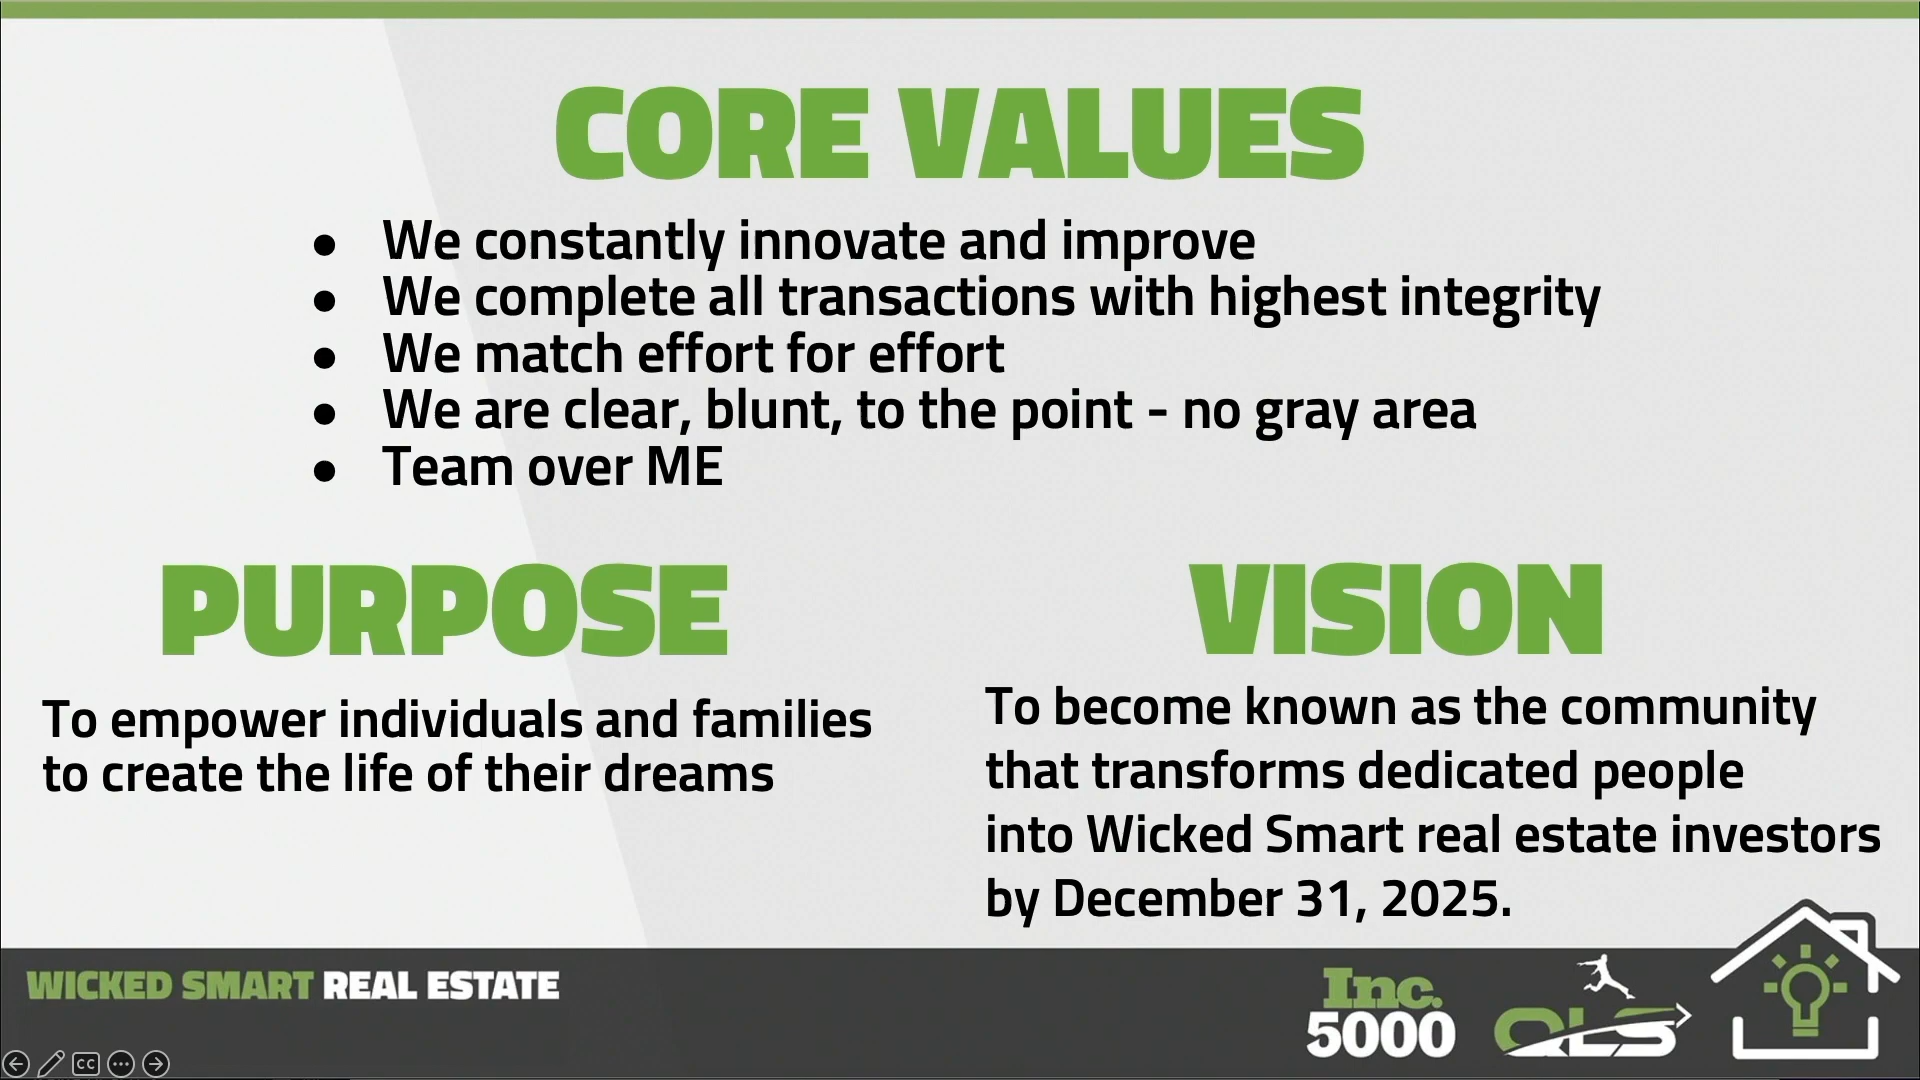 CORE VALUES
● We constantly innovate and improve
● We complete all transactions with highest integrity
● We match effort for effort
● We are clear, blunt, to the point - no gray area
● Team over ME
PURPOSE
To empower individuals and families
to create the life of their dreams
VISION
To become known as the community
that transforms dedicated people
into Wicked Smart real estate investors
by December 31, 2025.
WICKED SMART REAL ESTATE
Inc.
5000
QLS
CC